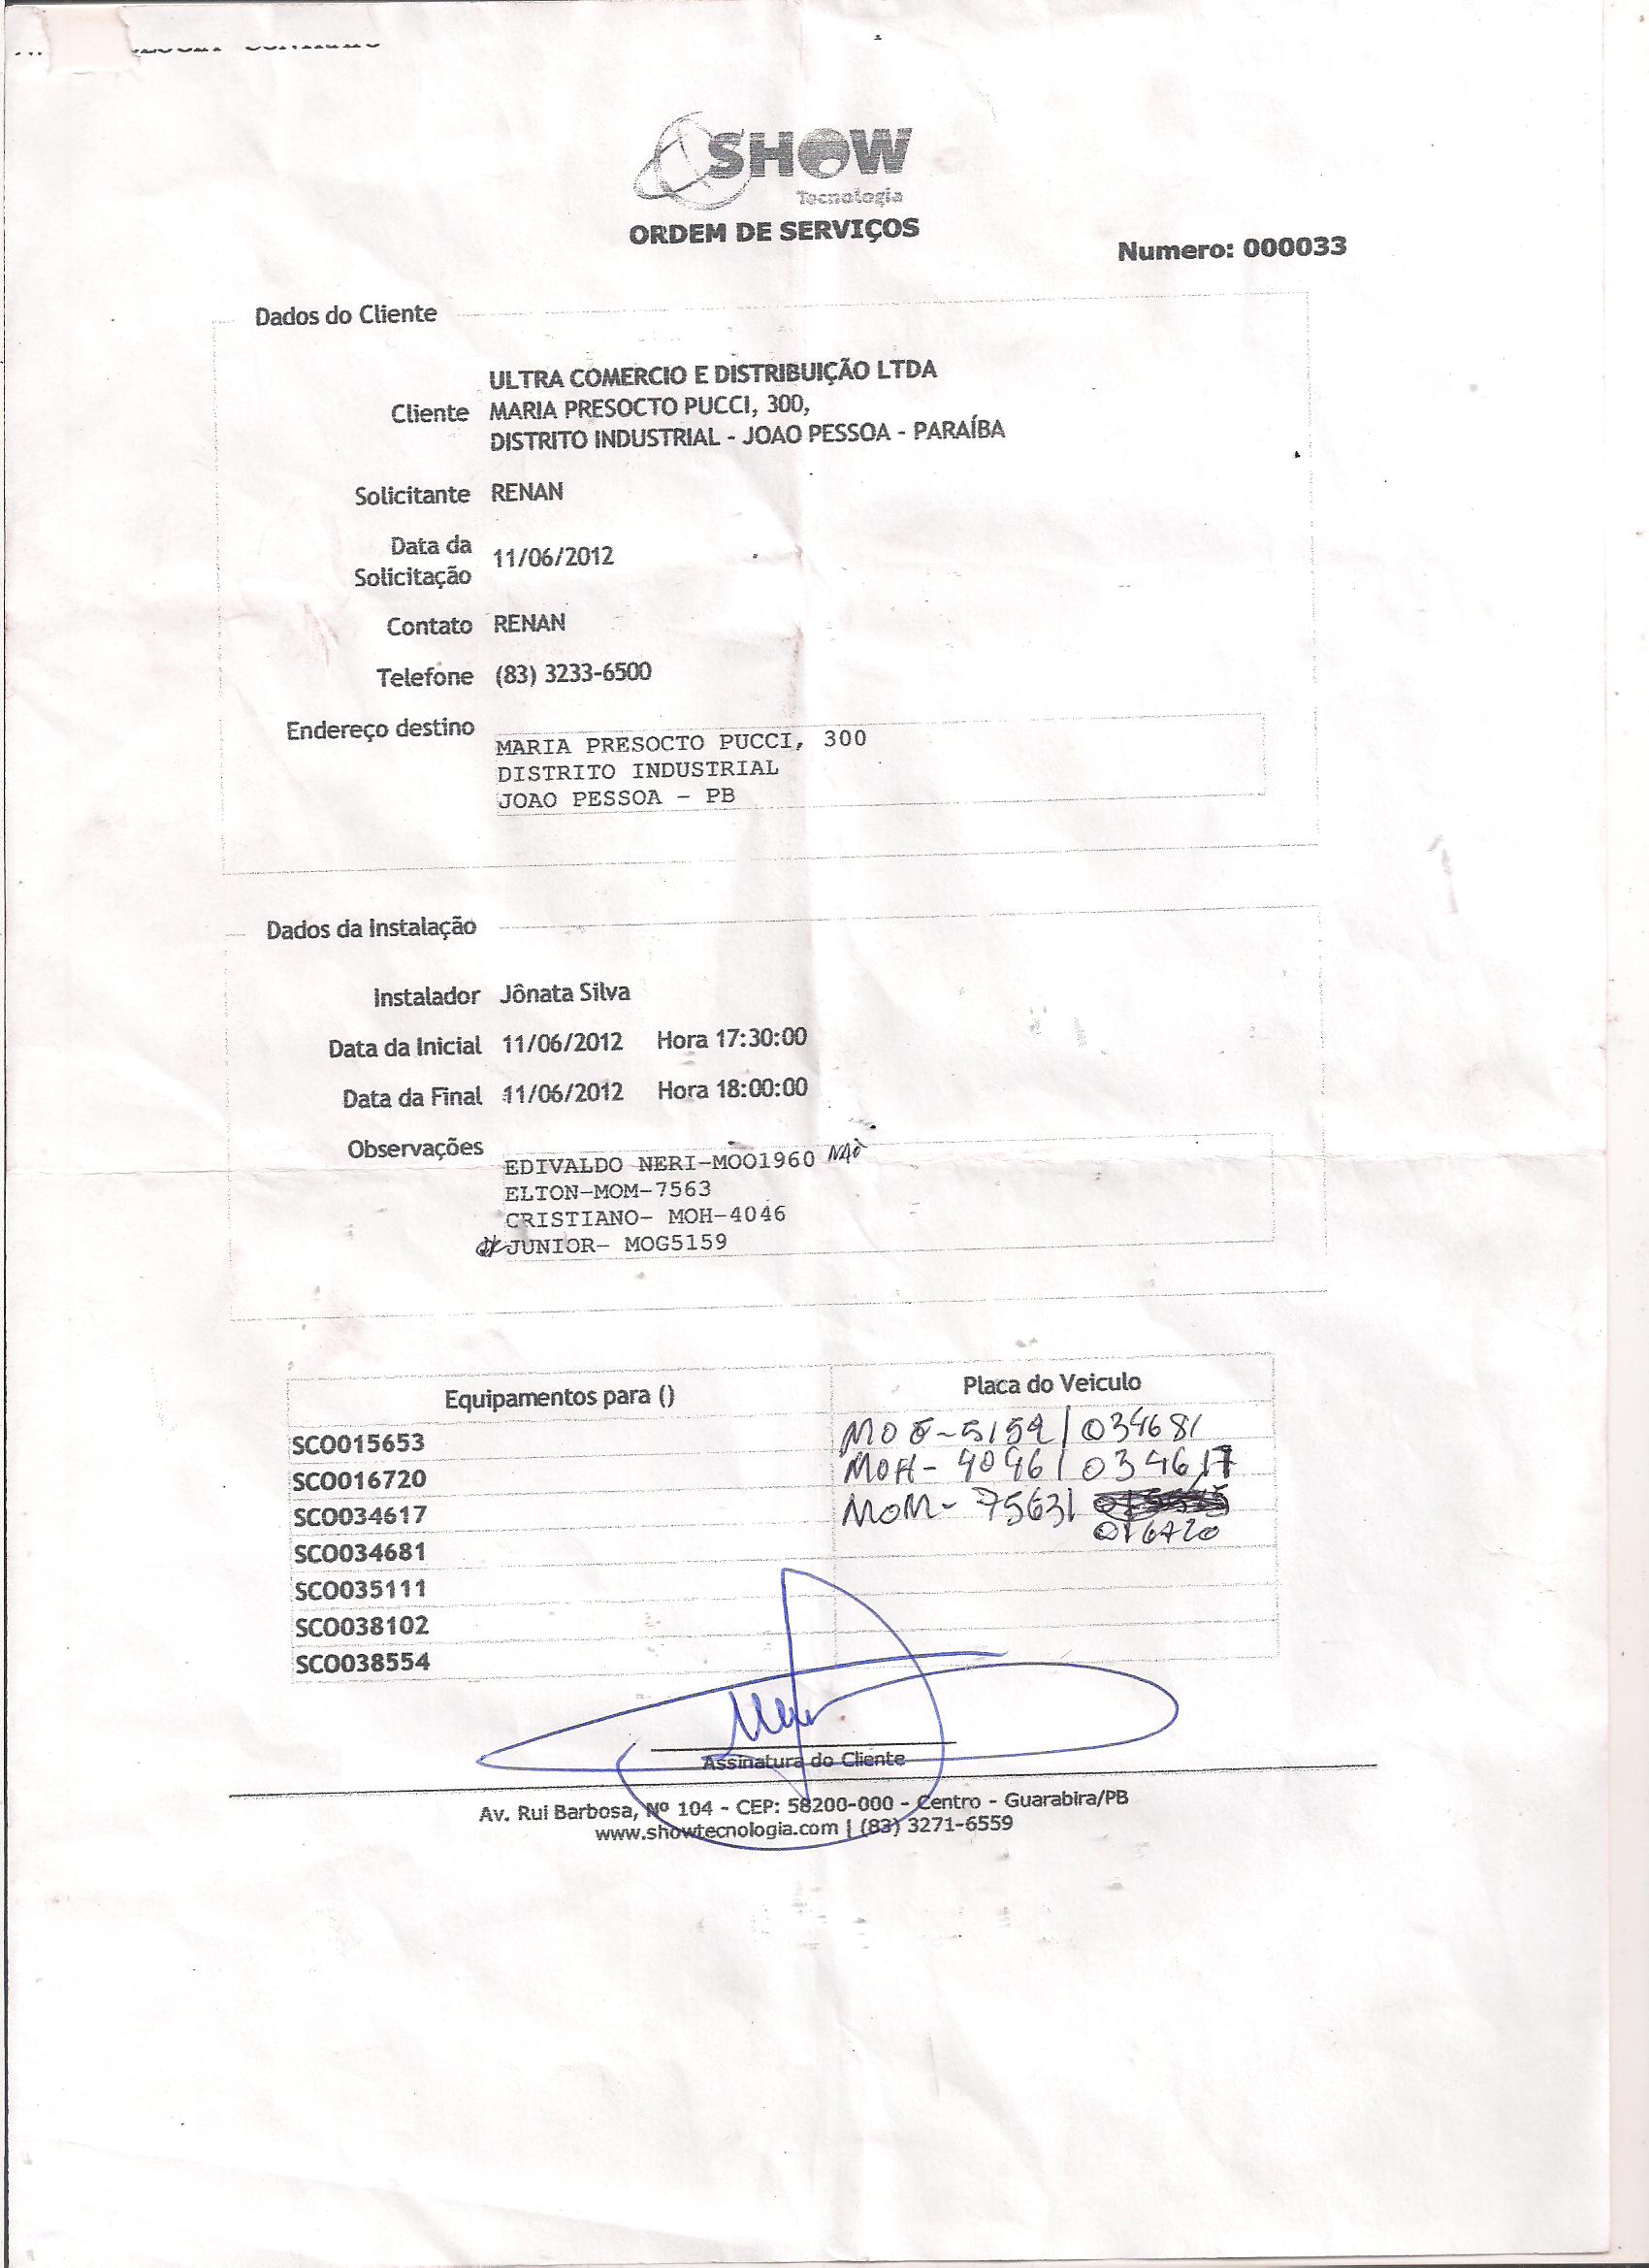 SHOW
Tecnologia
ORDEM DE SERVIÇOS
Numero: 000033
Dados do Cliente
ULTRA COMERCIO E DISTRIBUIÇÃO LTDA
Cliente MARIA PRESOCTO PUCCI, 300,
DISTRITO INDUSTRIAL - JOAO PESSOA - PARAÍBA
Solicitante RENAN
Data da
Solicitação 11/06/2012
Contato RENAN
Telefone (83) 3233-6500
Endereço destino
MARIA PRESOCTO PUCCI, 300
DISTRITO INDUSTRIAL
JOAO PESSOA - PB
Dados da Instalação
Instalador Jônata Silva
Data da Inicial 11/06/2012 Hora 17:30:00
Data da Final 11/06/2012 Hora 18:00:00
Observações
EDIVALDO NERI-MOO1960 NÃO
ELTON-MOM-7563
CRISTIANO- MOH-4046
OK JUNIOR- MOG5159
Equipamentos para () Placa do Veiculo
SCO015653 MOG-5159/034681
SCO016720 MOH-4046/034617
SCO034617 MOM-7563/
016720
SCO034681
SCO035111
SCO038102
SCO038554
Assinatura do Cliente
Av. Rui Barbosa, Nº 104 - CEP: 58200-000 - Centro - Guarabira/PB
www.showtecnologia.com | (83) 3271-6559